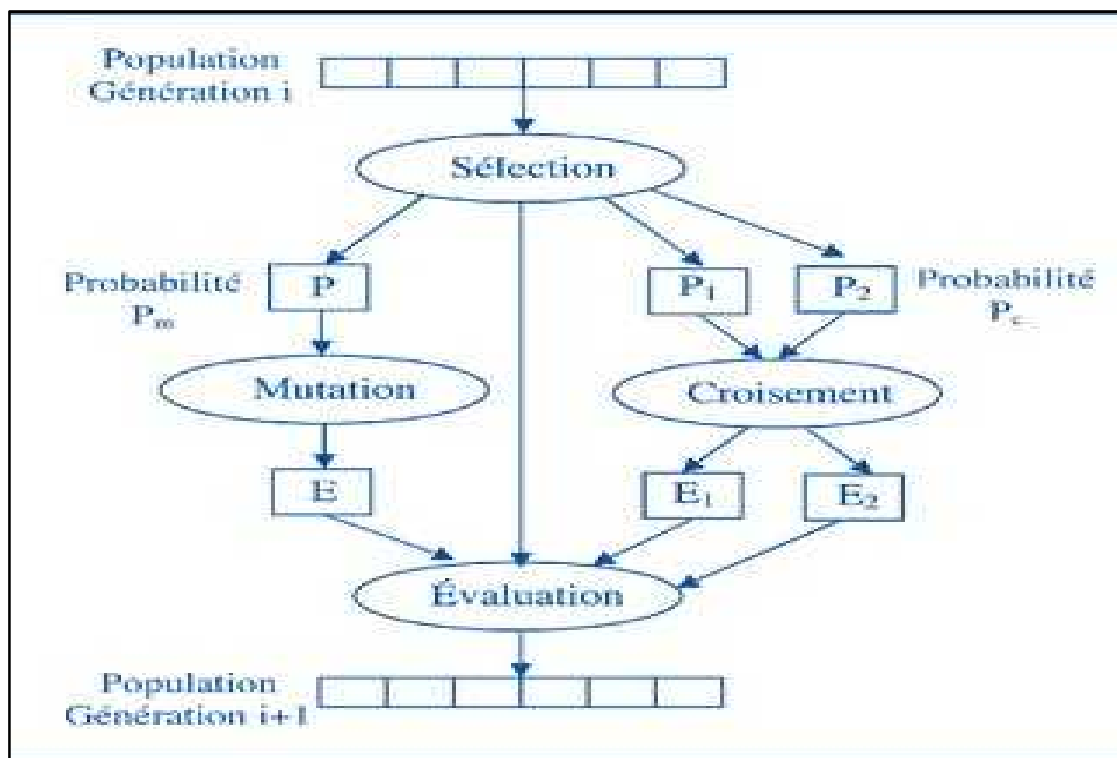 Population
Génération i
Sélection
Probabilité
Pm
P
P1
P2
Probabilité
Pc
Mutation
Croisement
E
E1
E2
Évaluation
Population
Génération i+1